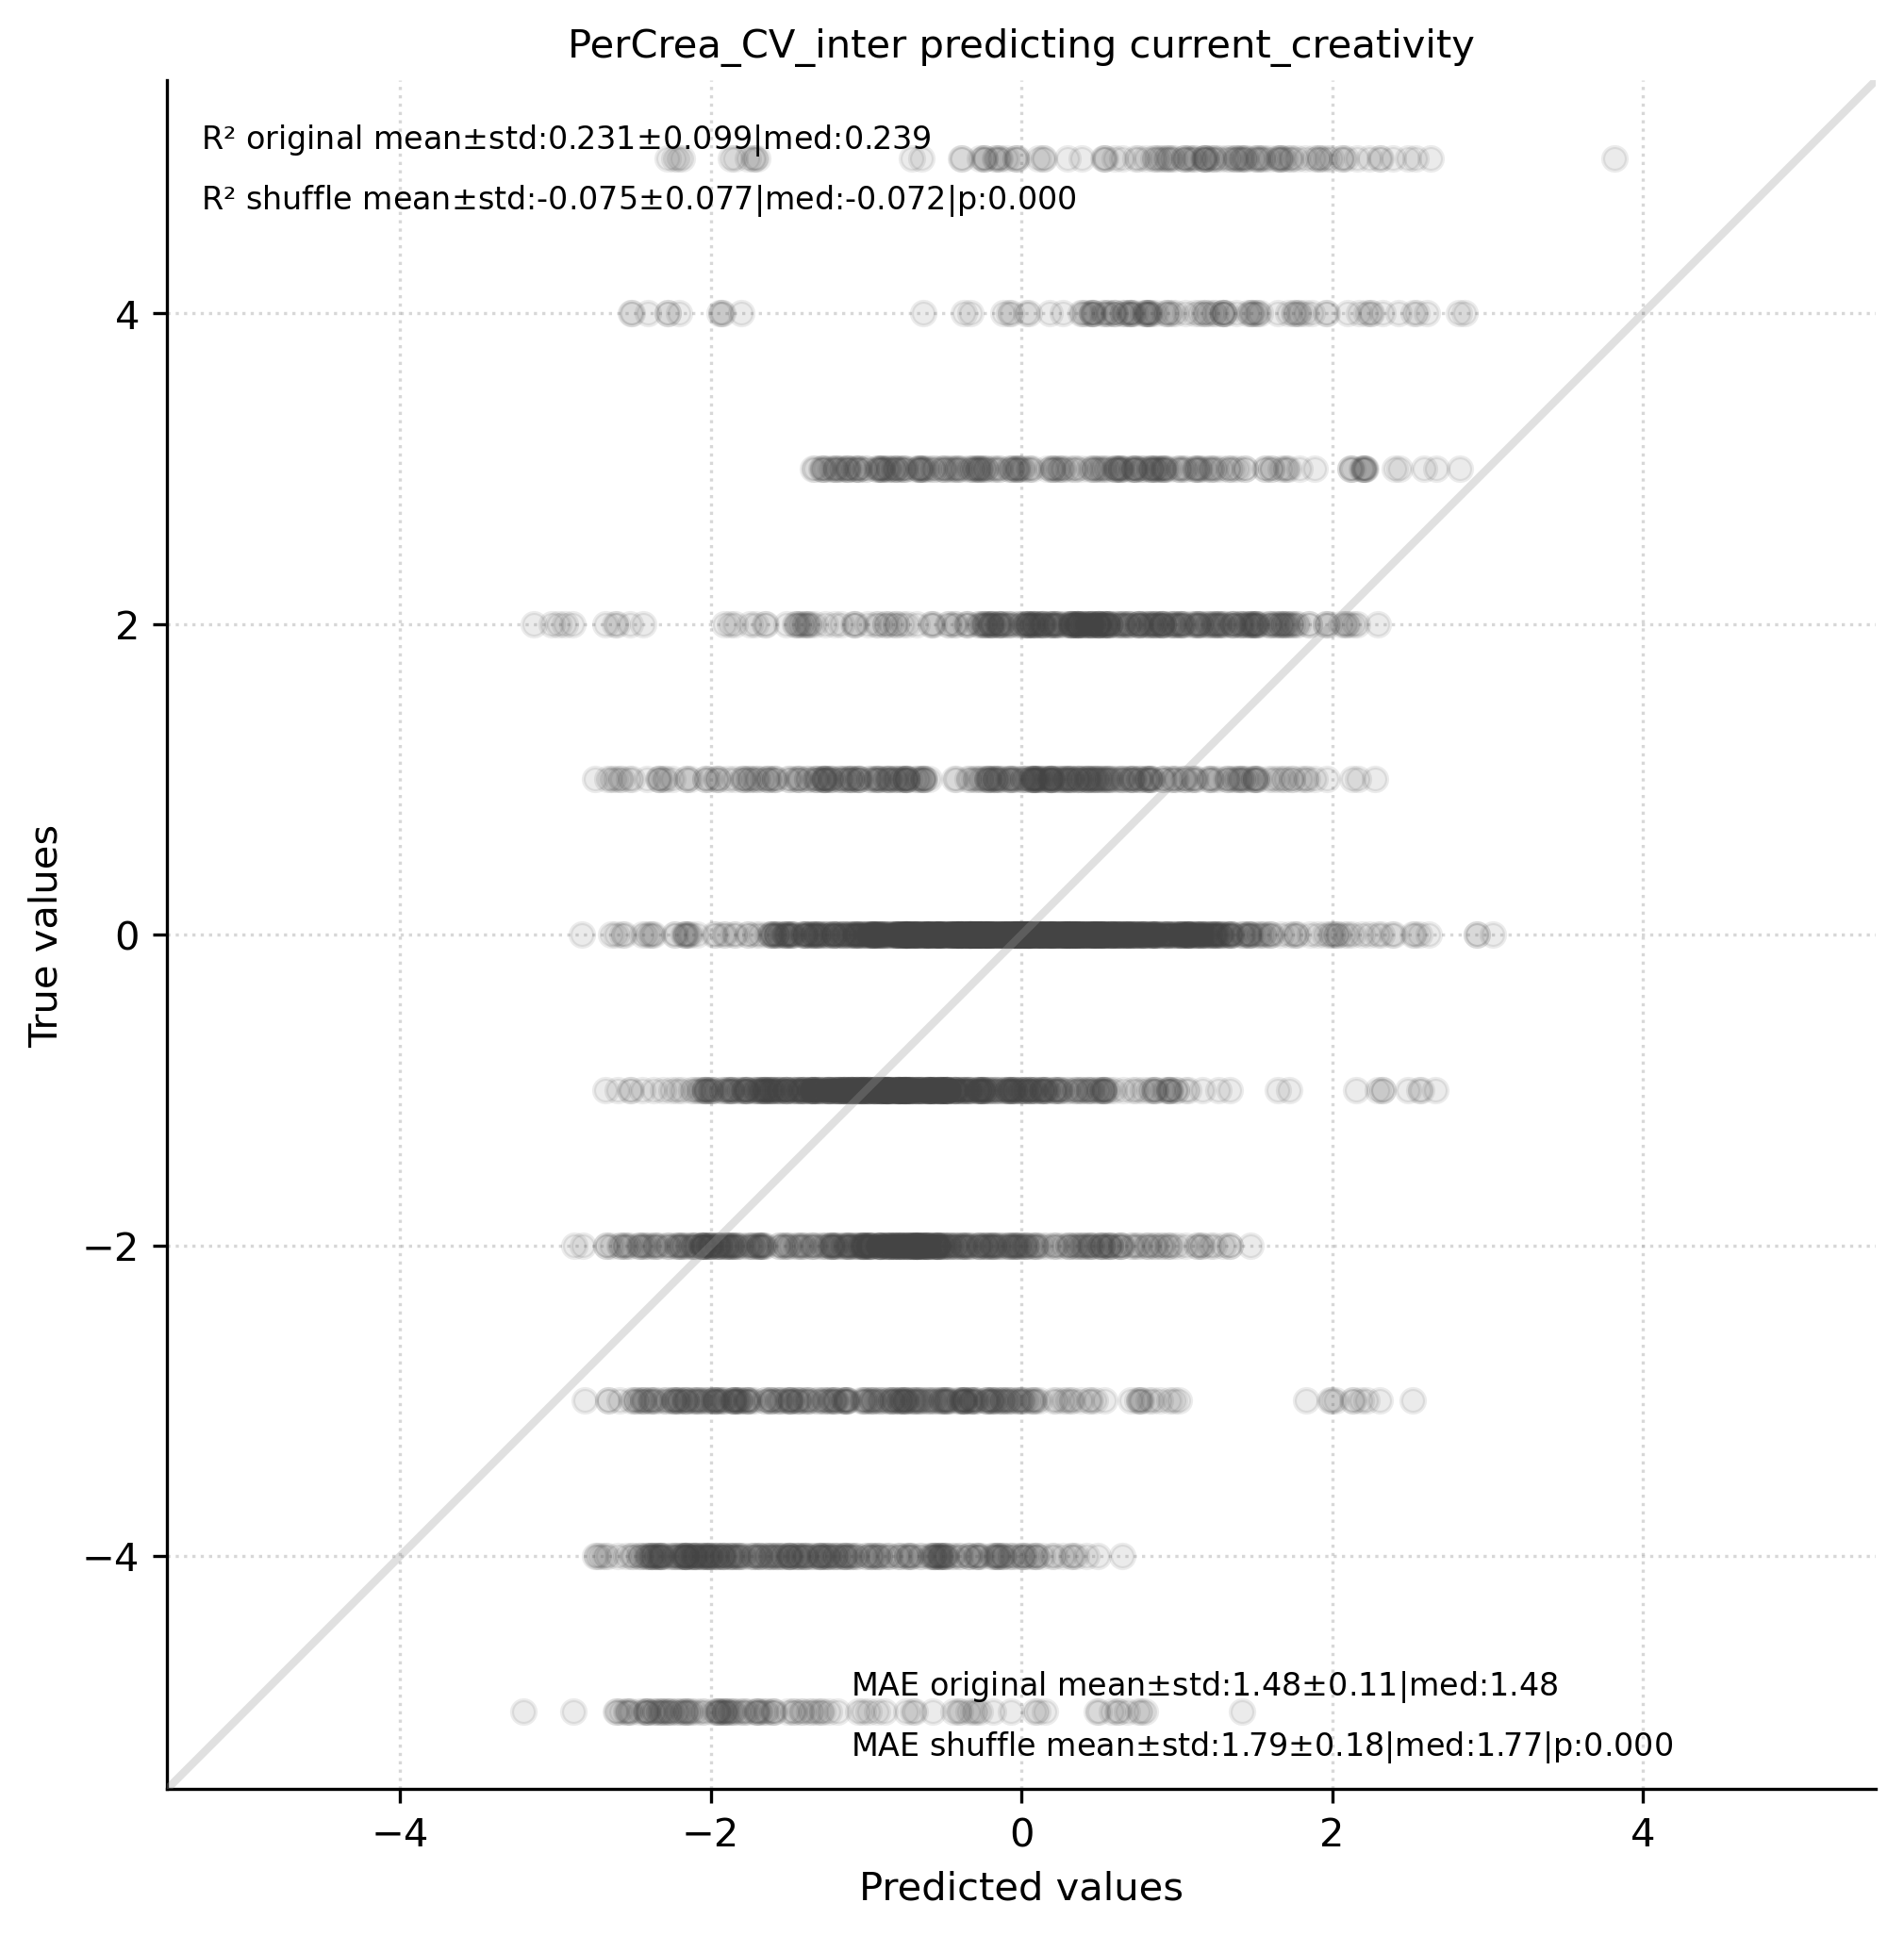 PerCrea_CV_inter predicting current_creativity
R² original mean±std:0.231±0.099|med:0.239
R² shuffle mean±std:-0.075±0.077|med:-0.072|p:0.000
4
2
0
−2
−4
True values
MAE original mean±std:1.48±0.11|med:1.48
MAE shuffle mean±std:1.79±0.18|med:1.77|p:0.000
−4 −2 0 2 4
Predicted values